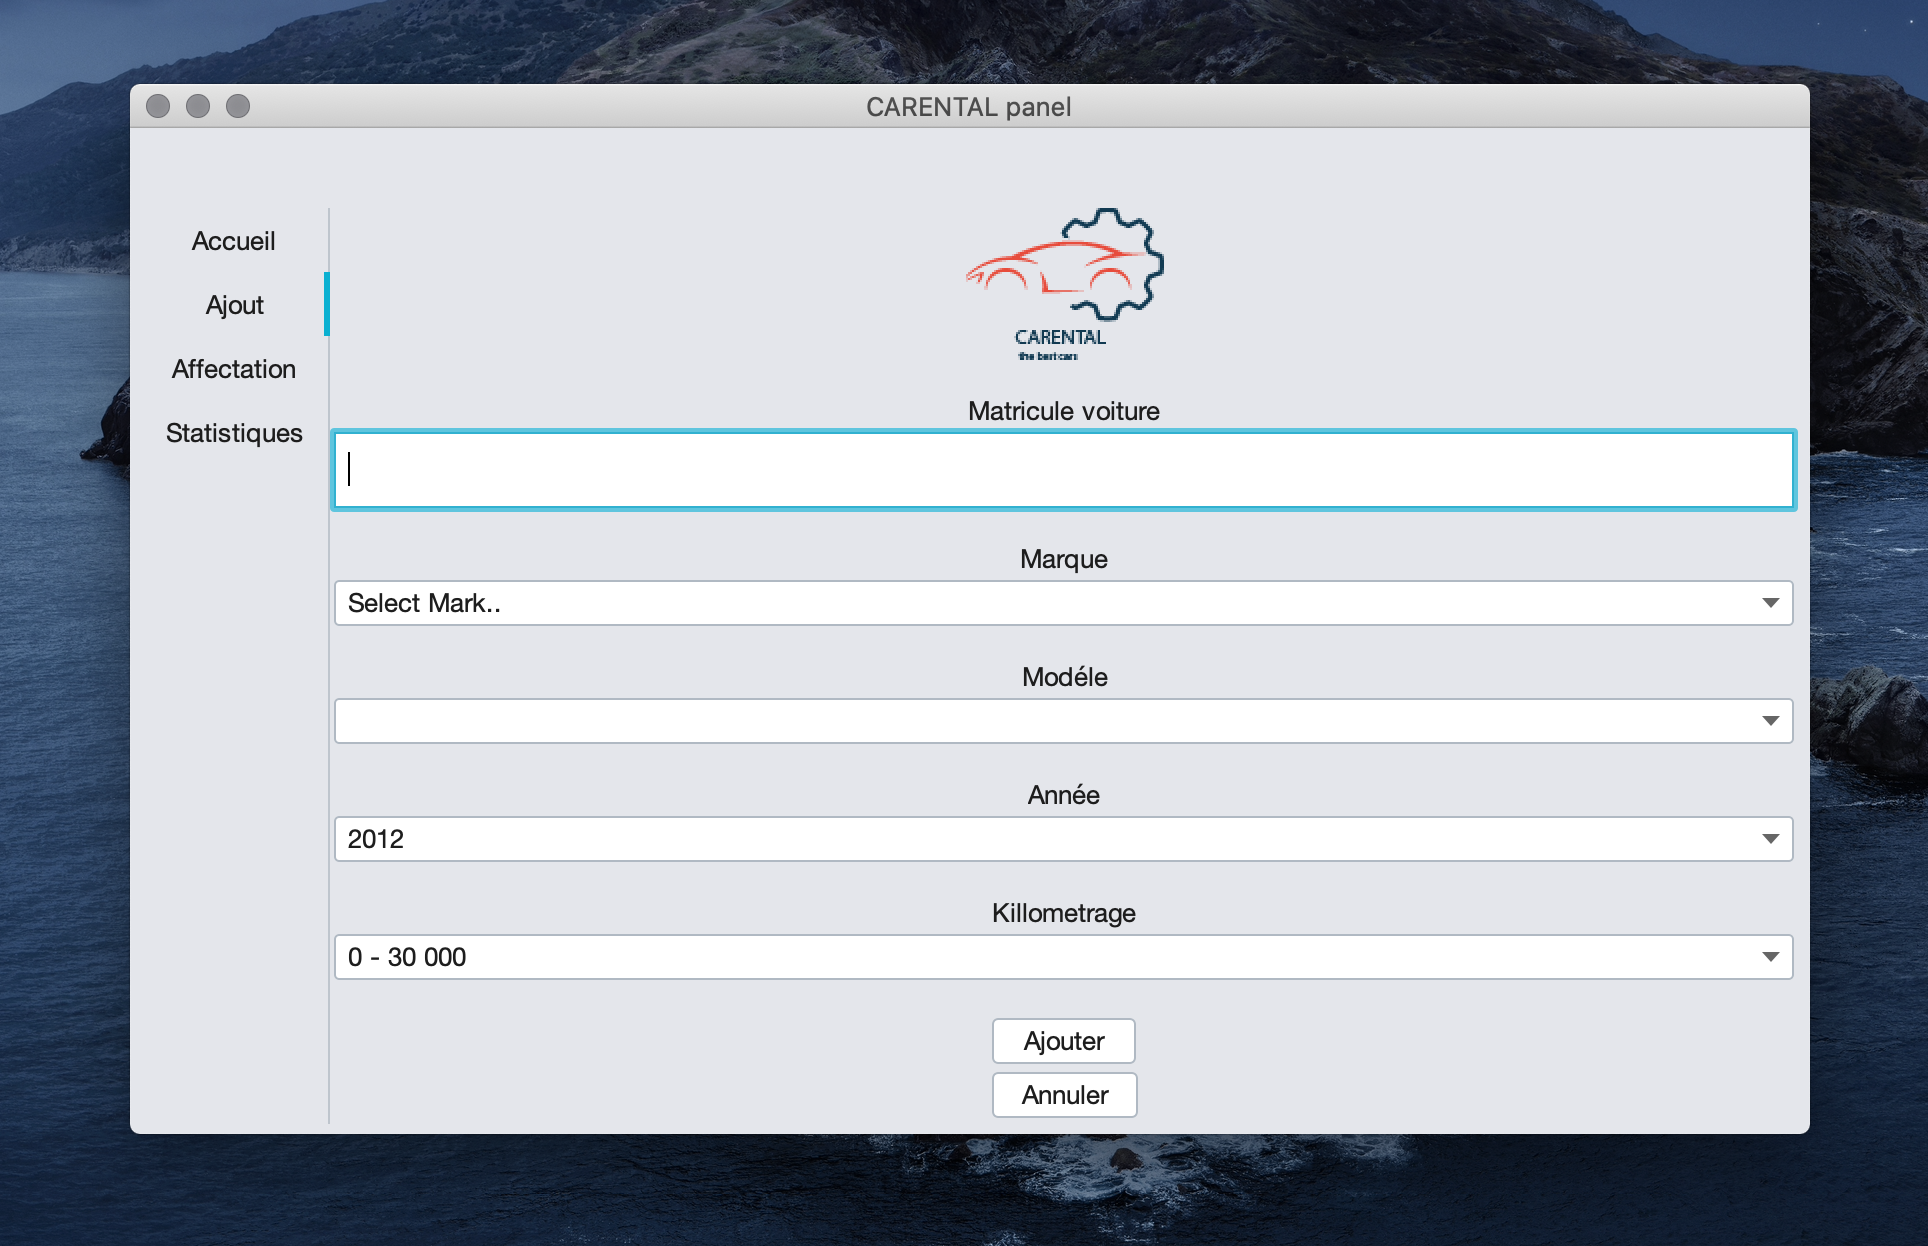 CARENTAL panel
Accueil
Ajout
Affectation
Statistiques
CARENTAL
the best cars
Matricule voiture
Marque
Select Mark..
Modéle
Année
2012
Killometrage
0 - 30 000
Ajouter
Annuler